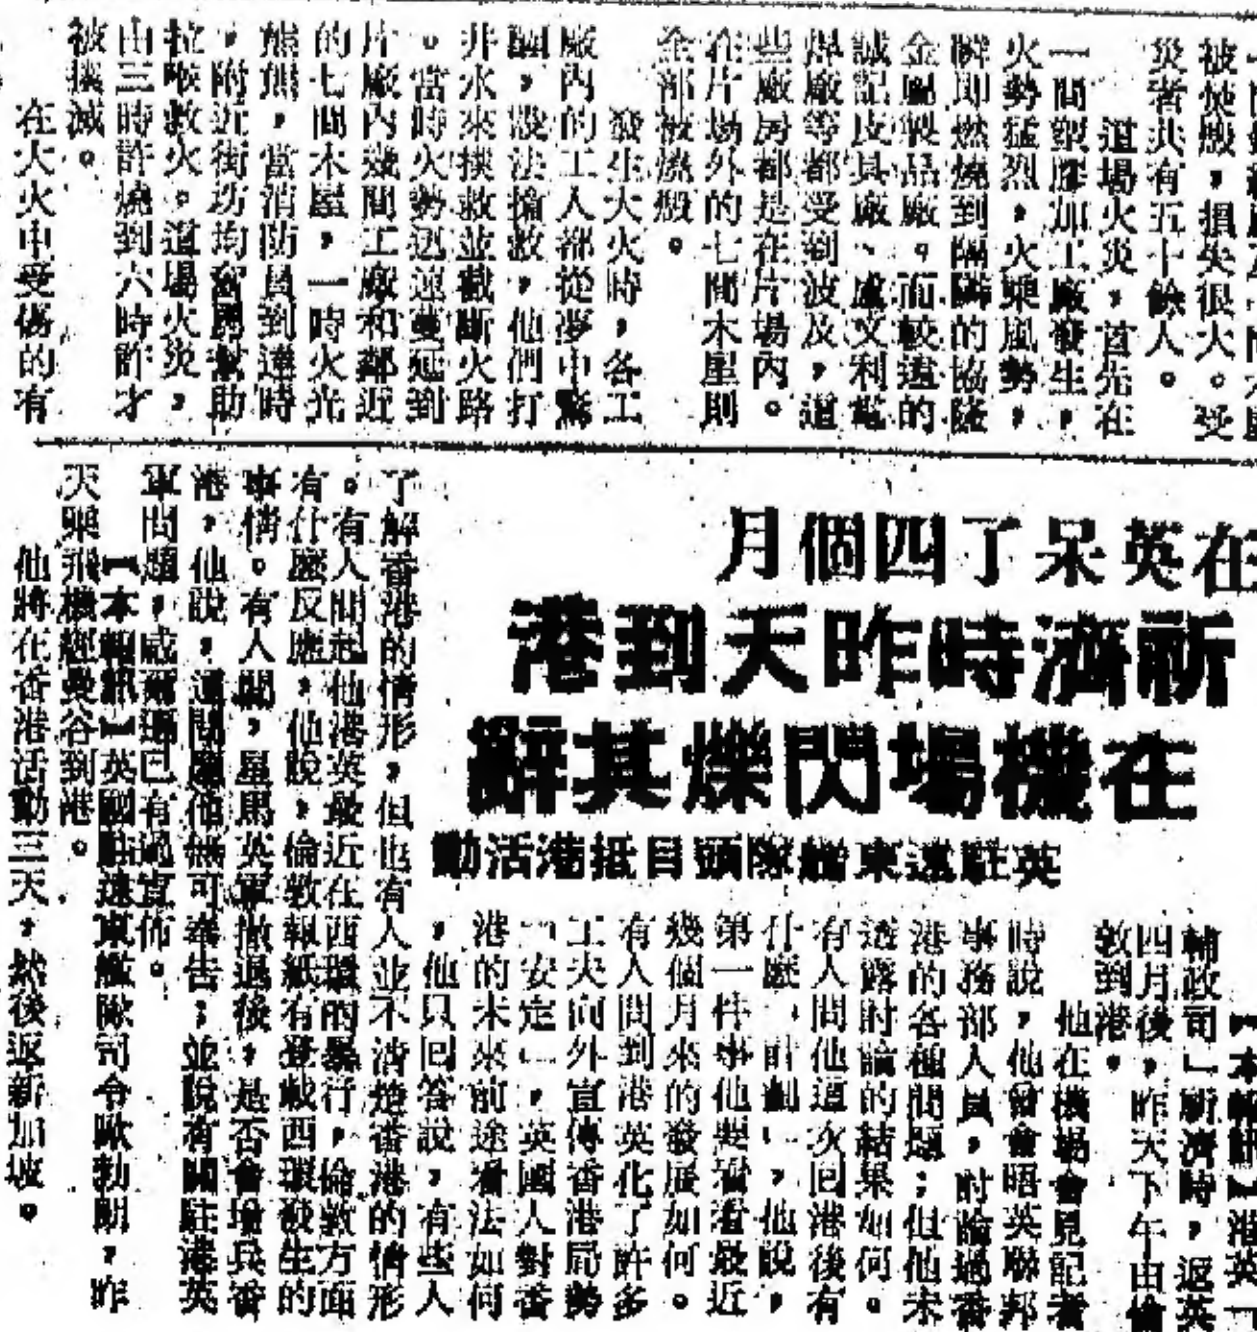 被焚毁，損失很大。受
災者共有五十餘人。
這場火災，首先在
一間塑膠加工廠發生，
火勢猛烈，火乘風勢，
瞬即燃燒到隔隣的協隆
金屬製品廠。而較遠的
誠記皮具廠、盧文利電
焊廠等都受到波及，這
些廠房都是在片場內。
在片場外的七間木屋則
全部被燃毁。
發生大火時，各工
廠內的工人都從夢中驚
醒，設法搶救，他們打
井水來撲救並截斷火路
。當時火勢迅速蔓延到
片廠內幾間工廠和鄰近
的七間木屋，一時火光
熊熊，當消防員到達時
，附近街坊均奮勇幫助
拉喉救火。這場火災，
由三時許燒到六時許才
被撲滅。
在大火中受傷的有
在英呆了四個月
祈濟時昨天到港
在機場閃爍其辭
英駐遠東艦隊頭目抵港活動
【本報訊】港英「
輔政司」祈濟時，返英
四月後，昨天下午由倫
敦到港。
他在機場會見記者
時說，他曾會晤英聯邦
事務部人員，討論過香
港的各種問題；但他未
透露討論的結果如何。
有人問他這次回港後有
什麼「計劃」，他說，
第一件事他要看看最近
幾個月來的發展如何。
有人問到港英化了許多
工夫向外宣傳香港局勢
「安定」，英國人對香
港的未來前途看法如何
，他只回答說，有些人
了解香港的情形，但也有人並不清楚香港的情形
。有人問起他港英最近在西環的暴行，倫敦方面
有什麼反應，他說，倫敦報紙有登載西環發生的
事情。有人問，星馬英軍撤退後，是否會增兵香
港，他說，這問題他無可奉告；並說有關駐港英
軍問題，戚爾珊已有過宣佈。
【本報訊】英國駐遠東艦隊司令歐勃朗，昨
天乘飛機經曼谷到港。
他將在香港活動三天，然後返新加坡。